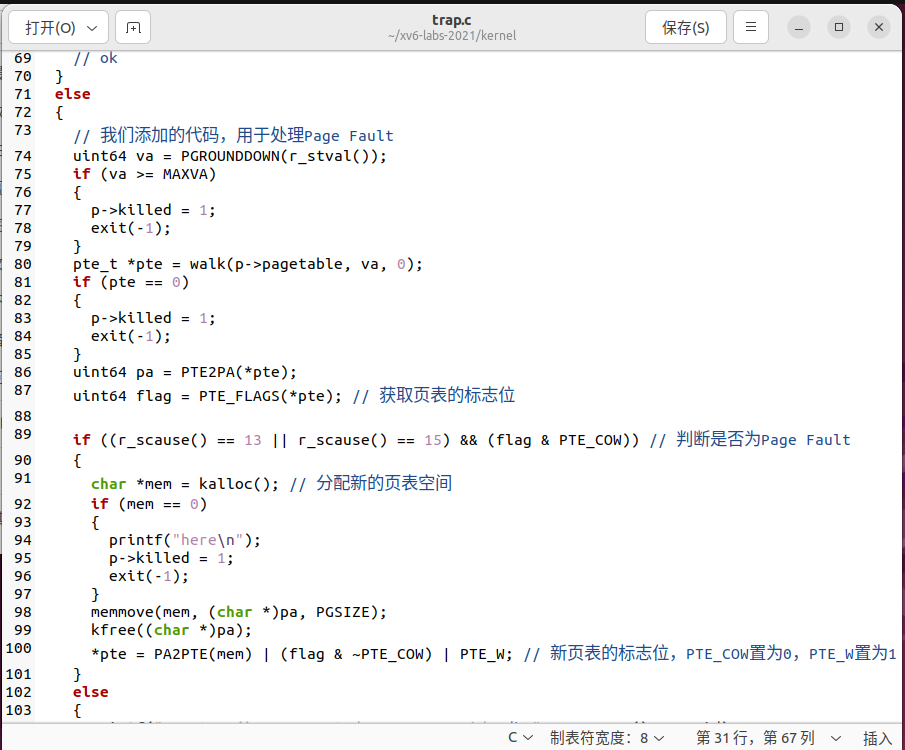 打开(O)
trap.c
~/xv6-labs-2021/kernel
保存(S)
69 // ok
70 }
71 else
72 {
73 // 我们添加的代码，用于处理Page Fault
74 uint64 va = PGROUNDDOWN(r_stval());
75 if (va >= MAXVA)
76 {
77 p->killed = 1;
78 exit(-1);
79 }
80 pte_t *pte = walk(p->pagetable, va, 0);
81 if (pte == 0)
82 {
83 p->killed = 1;
84 exit(-1);
85 }
86 uint64 pa = PTE2PA(*pte);
87 uint64 flag = PTE_FLAGS(*pte); // 获取页表的标志位
88
89 if ((r_scause() == 13 || r_scause() == 15) && (flag & PTE_COW)) // 判断是否为Page Fault
90 {
91 char *mem = kalloc(); // 分配新的页表空间
92 if (mem == 0)
93 {
94 printf("here\n");
95 p->killed = 1;
96 exit(-1);
97 }
98 memmove(mem, (char *)pa, PGSIZE);
99 kfree((char *)pa);
100 *pte = PA2PTE(mem) | (flag & ~PTE_COW) | PTE_W; // 新页表的标志位，PTE_COW置为0，PTE_W置为1
101 }
102 else
103 {
C 制表符宽度：8 第 31 行，第 67 列 插入